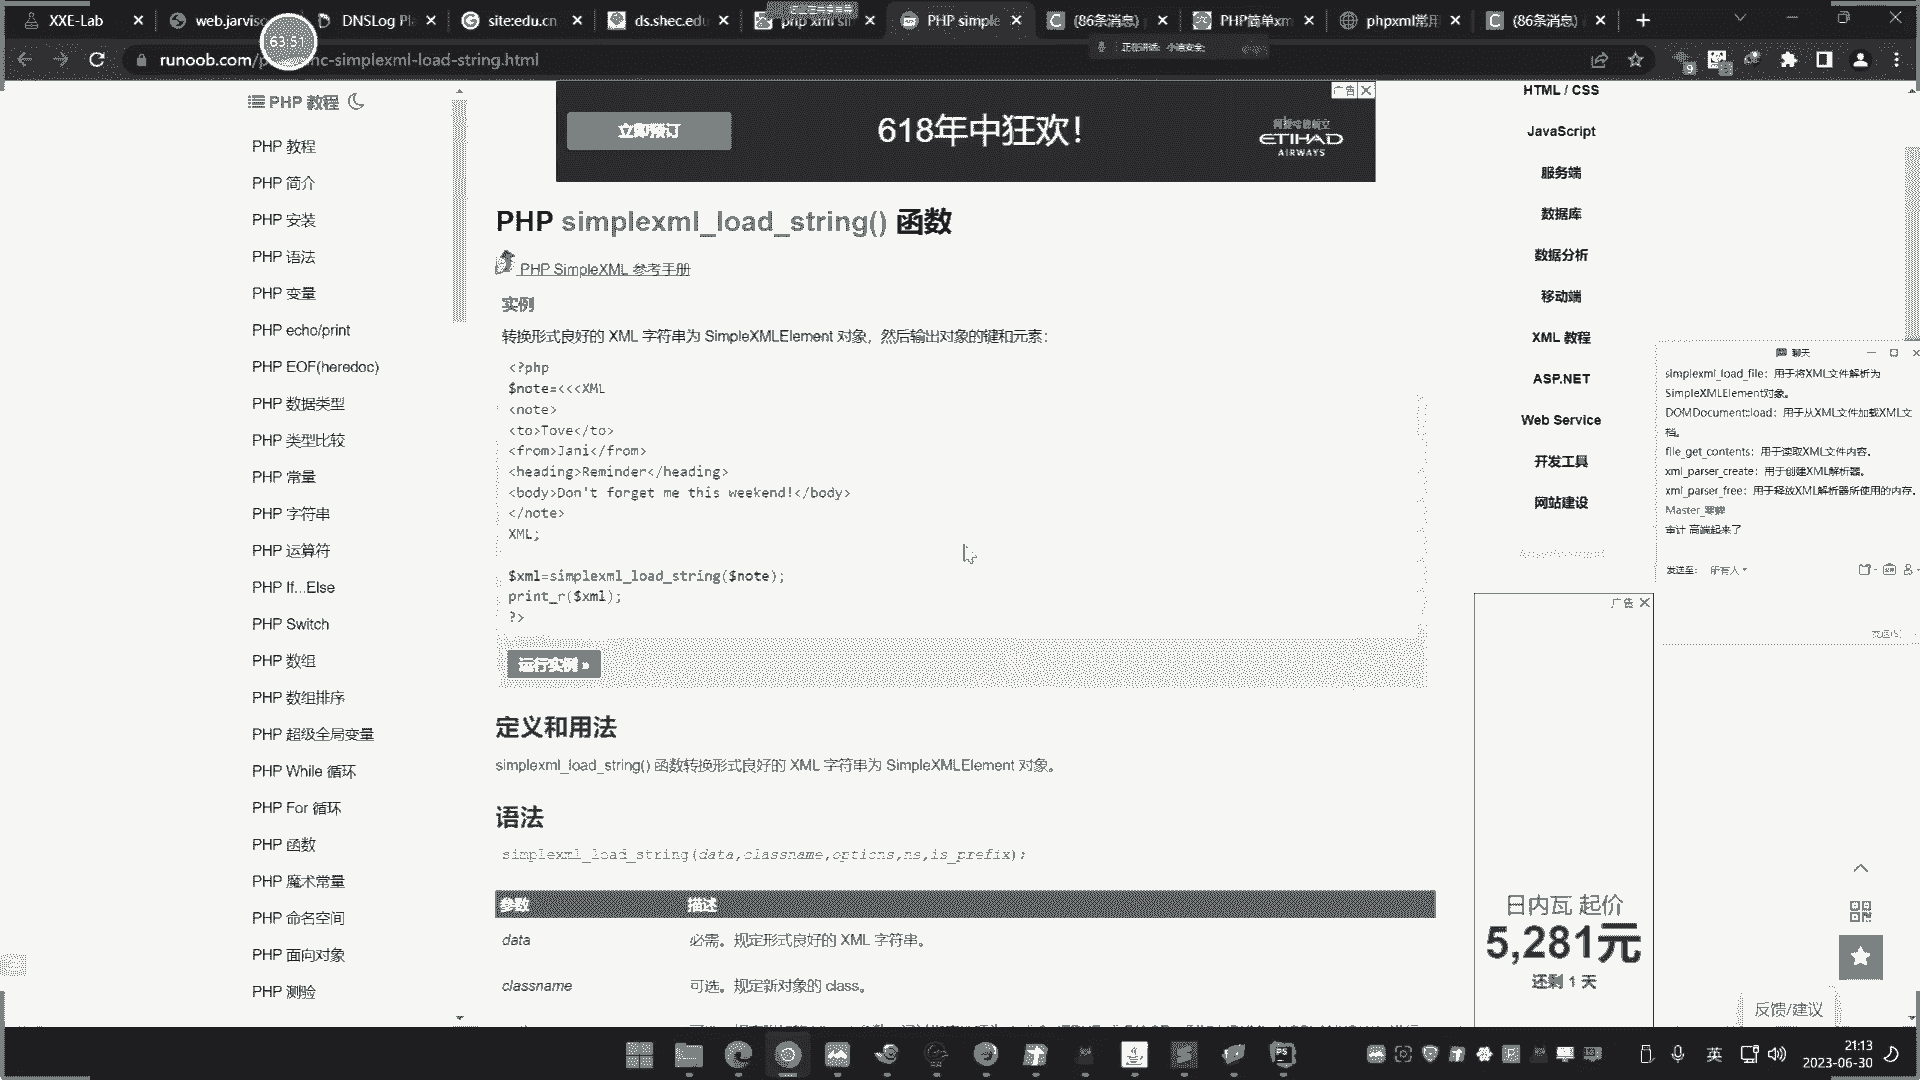 XXE-Lab
web.jarvisc
DNSLog Pla
site:edu.cn
ds.shec.edu
php xml si
PHP simple
(86条消息)
PHP简单xm
phpxml常用
(86条消息)
63:51
正在讲话: 小迪安全;
runoob.com/p nc-simplexml-load-string.html
PHP 教程
PHP 教程
PHP 简介
PHP 安装
PHP 语法
PHP 变量
PHP echo/print
PHP EOF(heredoc)
PHP 数据类型
PHP 类型比较
PHP 常量
PHP 字符串
PHP 运算符
PHP If...Else
PHP Switch
PHP 数组
PHP 数组排序
PHP 超级全局变量
PHP While 循环
PHP For 循环
PHP 函数
PHP 魔术常量
PHP 命名空间
PHP 面向对象
PHP 测验
立即预订
618年中狂欢!
阿提哈德航空
ETIHAD
AIRWAYS
广告
PHP simplexml_load_string() 函数
PHP SimpleXML 参考手册
实例
转换形式良好的 XML 字符串为 SimpleXMLElement 对象，然后输出对象的键和元素：
<?php
$note=<<<XML
<note>
<to>Tove</to>
<from>Jani</from>
<heading>Reminder</heading>
<body>Don't forget me this weekend!</body>
</note>
XML;
$xml=simplexml_load_string($note);
print_r($xml);
?>
运行实例 »
定义和用法
simplexml_load_string() 函数转换形式良好的 XML 字符串为 SimpleXMLElement 对象。
语法
simplexml_load_string(data,classname,options,ns,is_prefix);
参数 描述
data 必需。规定形式良好的 XML 字符串。
classname 可选。规定新对象的 class。
HTML / CSS
JavaScript
服务端
数据库
数据分析
移动端
XML 教程
ASP.NET
Web Service
开发工具
网站建设
聊天
simplexml_load_file：用于将XML文件解析为
SimpleXMLElement对象。
DOMDocument::load：用于从XML文件加载XML文
档。
file_get_contents：用于读取XML文件内容。
xml_parser_create：用于创建XML解析器。
xml_parser_free：用于释放XML解析器所使用的内存。
审计 高端起来了
发送至: 所有人
广告
日内瓦 起价
5,281元
还剩 1 天
反馈/建议
英
21:13
2023-06-30